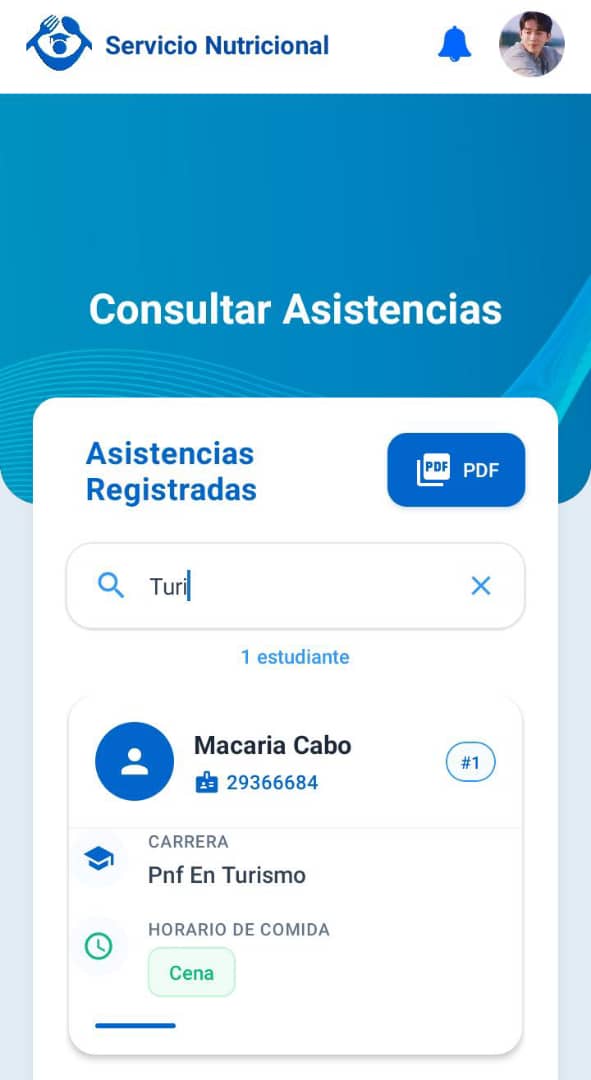 Servicio Nutricional
Consultar Asistencias
Asistencias
Registradas
PDF PDF
Turi
1 estudiante
Macaria Cabo
#1
29366684
CARRERA
Pnf En Turismo
HORARIO DE COMIDA
Cena